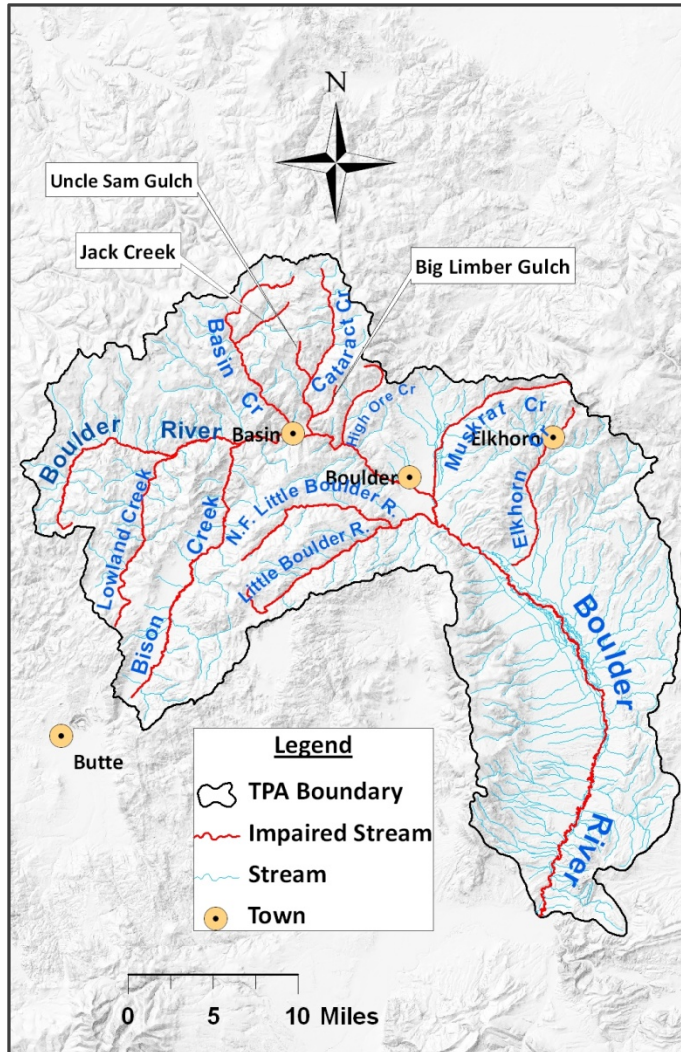 N
Uncle Sam Gulch
Jack Creek
Big Limber Gulch
Basin Cr
Cataract Cr
High Ore Cr
Muskrat Cr
Boulder River
Basin
Elkhorn
Boulder
Elkhorn Cr
Lowland Creek
Bison Creek
N.F. Little Boulder R.
Little Boulder R.
Boulder River
Butte
Legend
TPA Boundary
Impaired Stream
Stream
Town
0 5 10 Miles